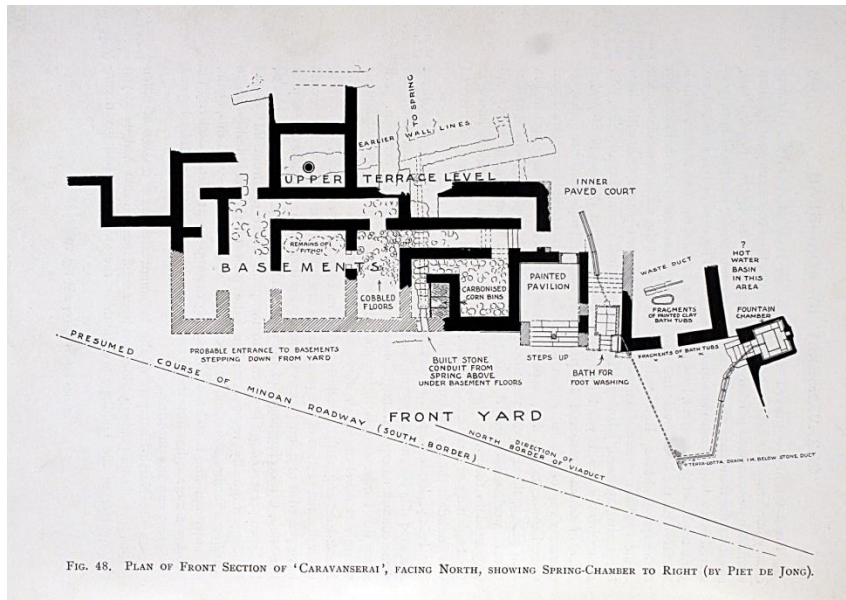 TO SPRING
EARLIER WALL LINES
UPPER TERRACE LEVEL
INNER
PAVED COURT
REMAINS OF
PITHOI
BASEMENTS
COBBLED
FLOORS
CARBONISED
CORN BINS
PAINTED
PAVILION
WASTE DUCT
FRAGMENTS
OF PAINTED CLAY
BATH TUBS
?
HOT
WATER
BASIN
IN THIS
AREA
FOUNTAIN
CHAMBER
FRAGMENTS OF BATH TUBS
PROBABLE ENTRANCE TO BASEMENTS
STEPPING DOWN FROM YARD
BUILT STONE
CONDUIT FROM
SPRING ABOVE
UNDER BASEMENT FLOORS
STEPS UP
BATH FOR
FOOT WASHING
PRESUMED COURSE OF MINOAN ROADWAY (SOUTH BORDER)
FRONT YARD
DIRECTION OF
NORTH BORDER OF VIADUCT
TERRA-COTTA DRAIN 1 M. BELOW STONE DUCT
FIG. 48. PLAN OF FRONT SECTION OF 'CARAVANSERAI', FACING NORTH, SHOWING SPRING-CHAMBER TO RIGHT (BY PIET DE JONG).